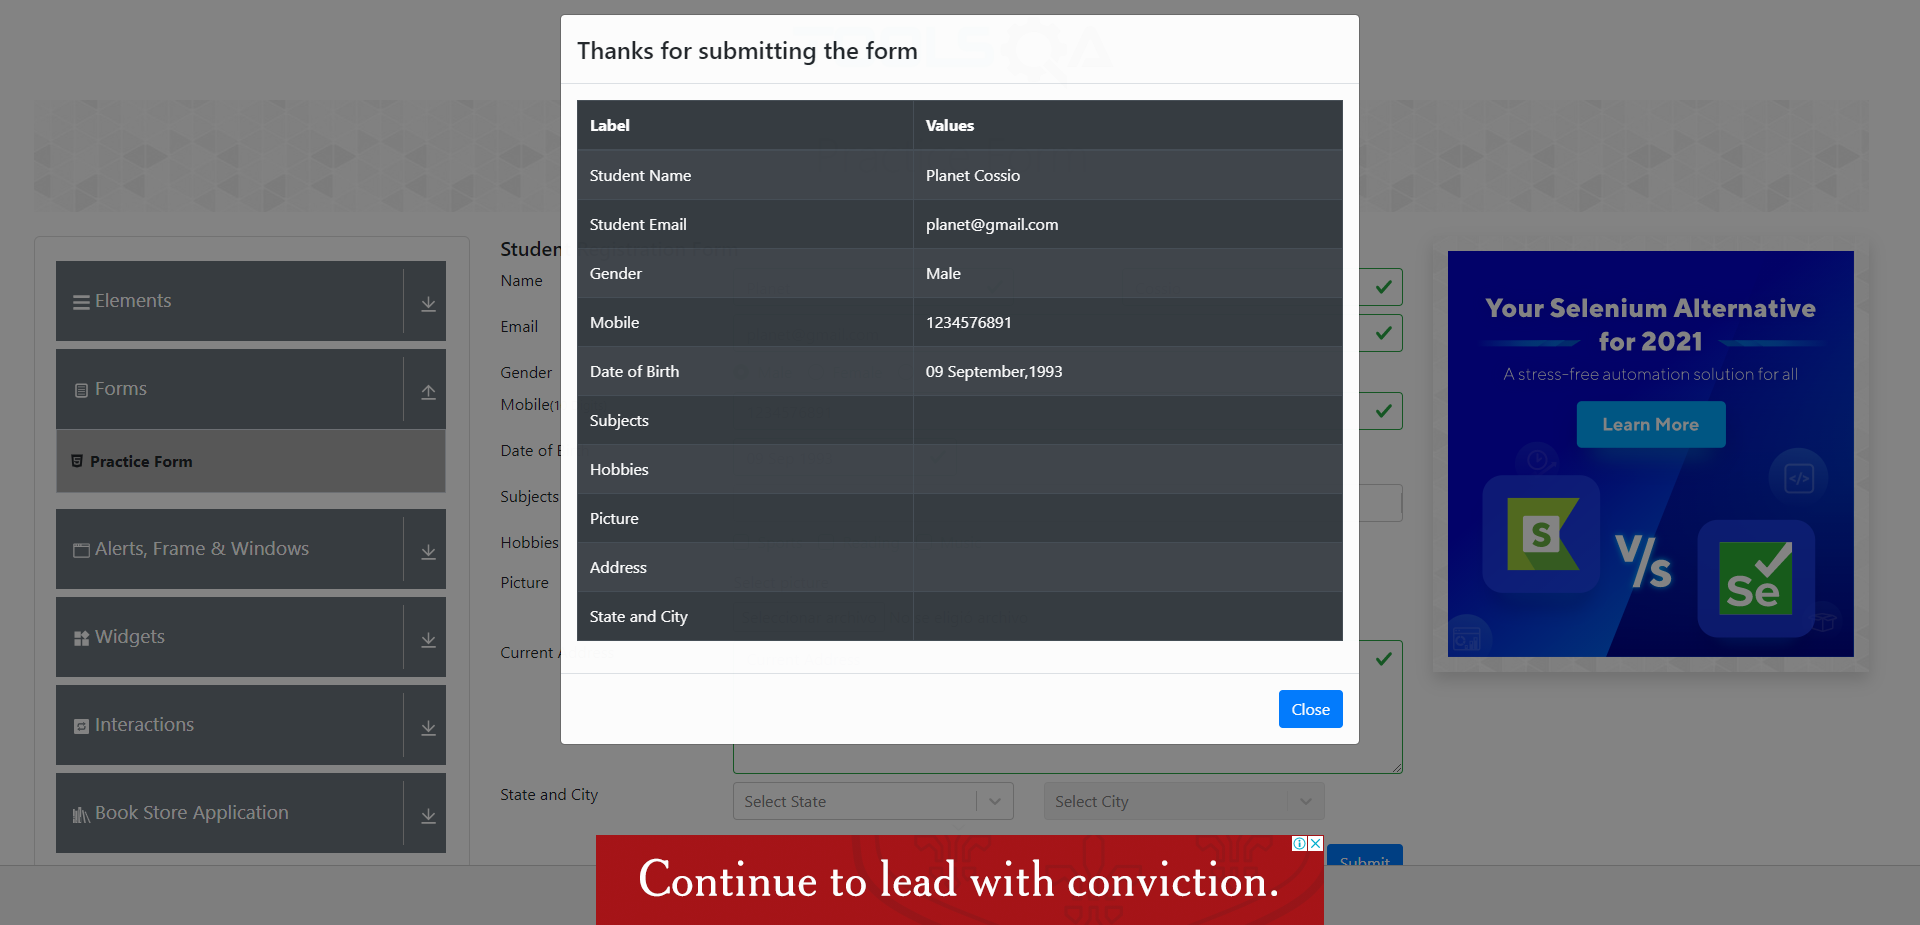 Thanks for submitting the form
Label Values
Student Name Planet Cossio
Student Email planet@gmail.com
Gender Male
Mobile 1234576891
Date of Birth 09 September,1993
Subjects
Hobbies
Picture
Address
State and City
Close
Elements
Forms
Practice Form
Alerts, Frame & Windows
Widgets
Interactions
Book Store Application
Name
Email
Gender
Mobile(1
Date of
Subjects
Hobbies
Picture
Current
State and City
Select State
Select City
Submit
Your Selenium Alternative
for 2021
A stress-free automation solution for all
Learn More
S
V/s
Se
Continue to lead with conviction.